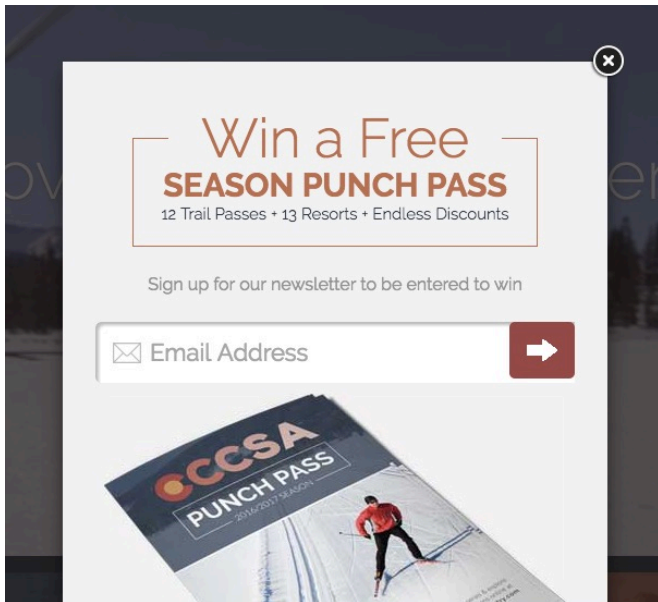 Win a Free
SEASON PUNCH PASS
12 Trail Passes + 13 Resorts + Endless Discounts
Sign up for our newsletter to be entered to win
Email Address
CCCSA
PUNCH PASS
2016/2017 SEASON